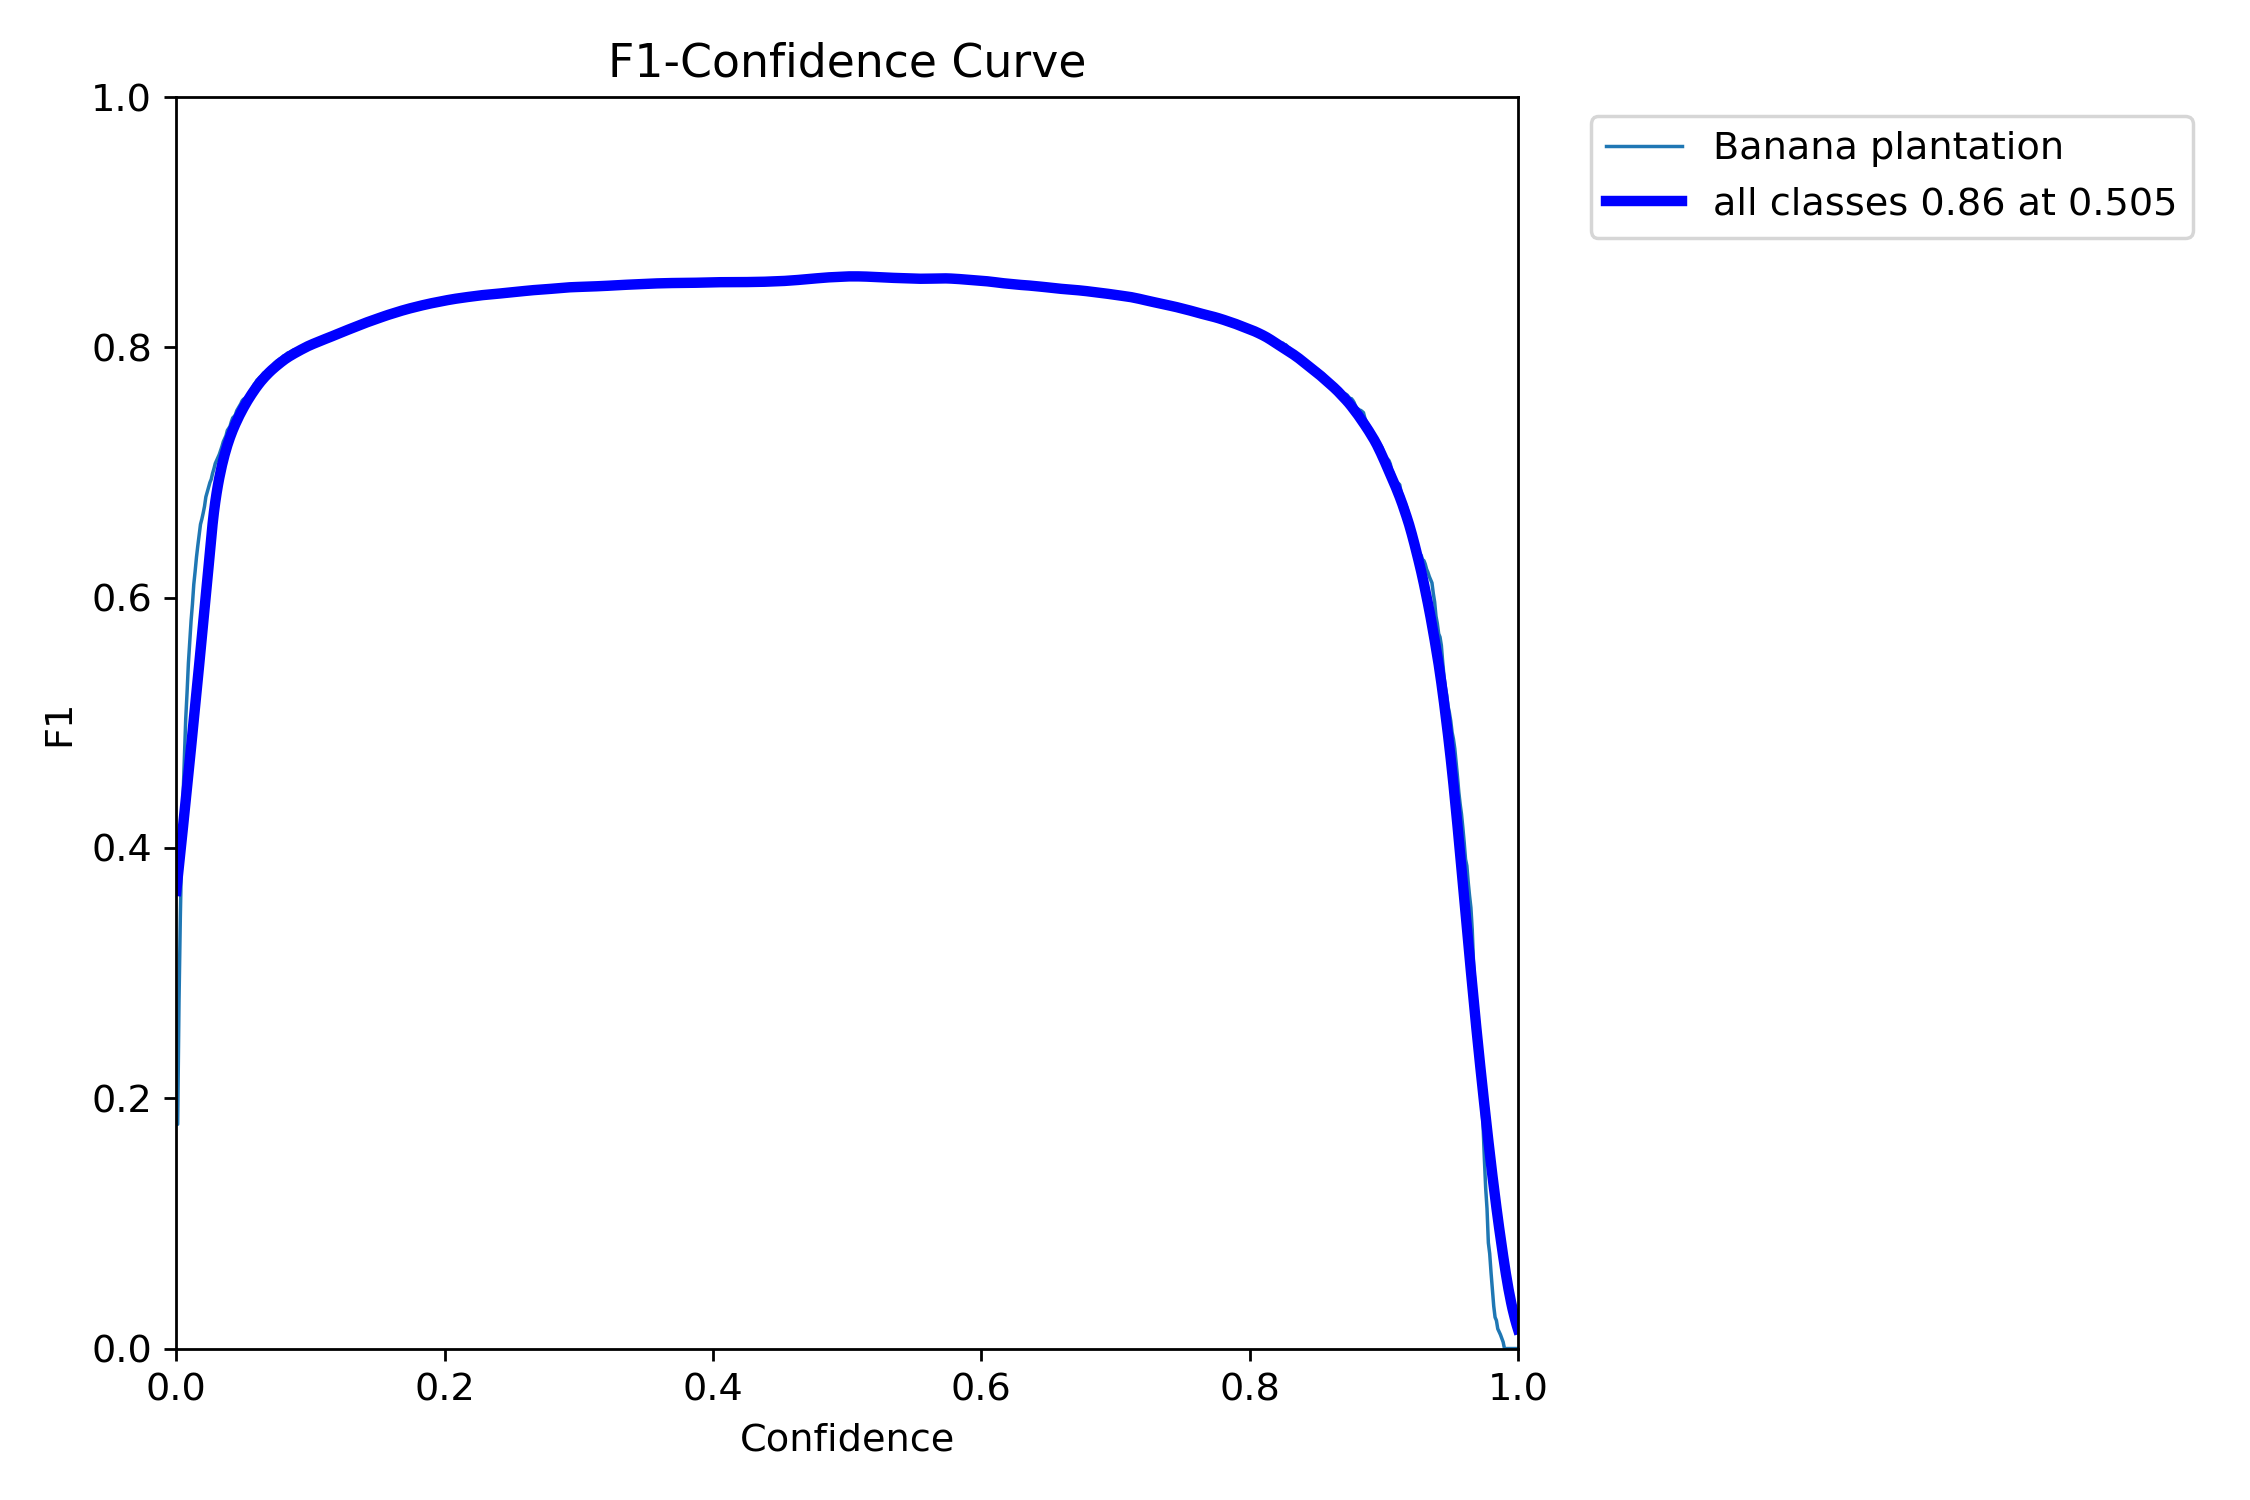 F1-Confidence Curve
1.0
0.8
0.6
0.4
0.2
0.0
F1
0.0 0.2 0.4 0.6 0.8 1.0
Confidence
Banana plantation
all classes 0.86 at 0.505